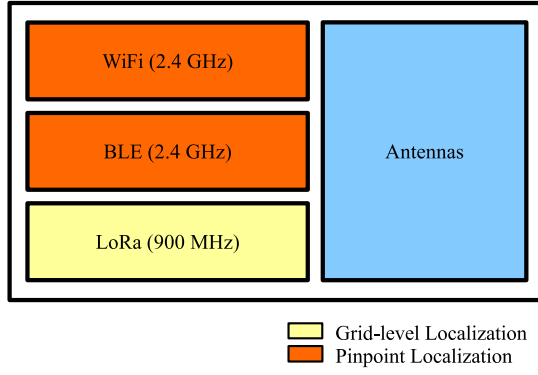 WiFi (2.4 GHz)
BLE (2.4 GHz)
LoRa (900 MHz)
Antennas
Grid-level Localization
Pinpoint Localization